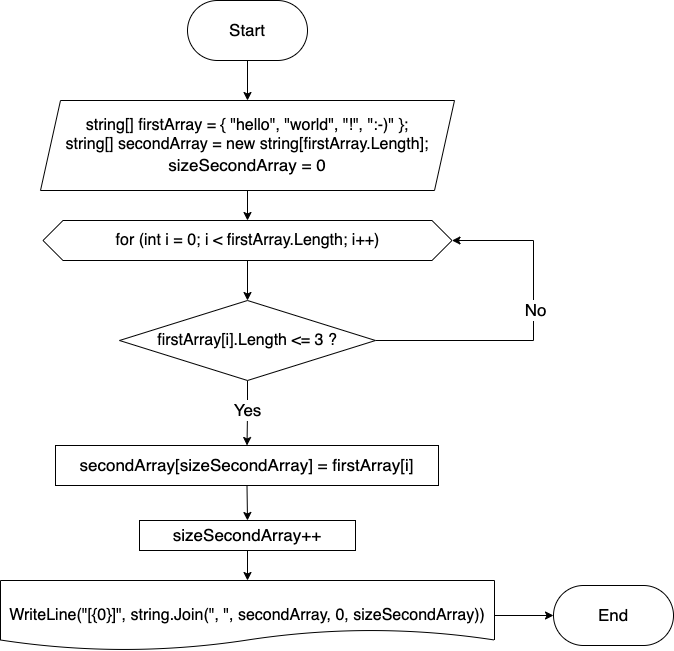 Start
string[] firstArray = { "hello", "world", "!", ":-)" };
string[] secondArray = new string[firstArray.Length];
sizeSecondArray = 0
for (int i = 0; i < firstArray.Length; i++)
No
firstArray[i].Length <= 3 ?
Yes
secondArray[sizeSecondArray] = firstArray[i]
sizeSecondArray++
WriteLine("[{0}]", string.Join(", ", secondArray, 0, sizeSecondArray))
End